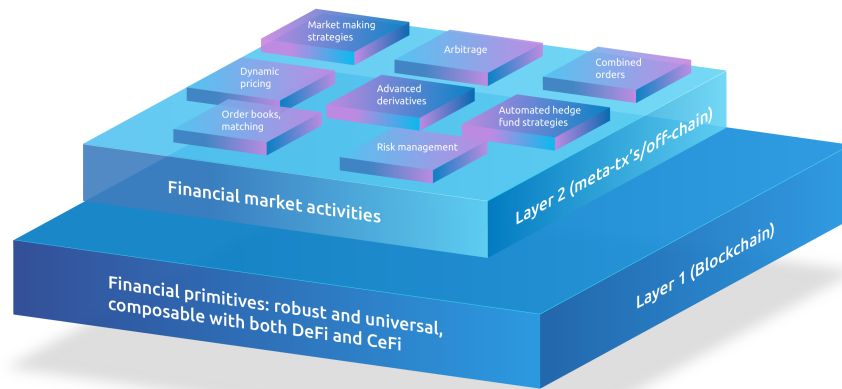 Market making
strategies
Arbitrage
Combined
orders
Dynamic
pricing
Advanced
derivatives
Automated hedge
fund strategies
Order books,
matching
Risk management
Financial market activities
Layer 2 (meta-tx's/off-chain)
Financial primitives: robust and universal,
composable with both DeFi and CeFi
Layer 1 (Blockchain)